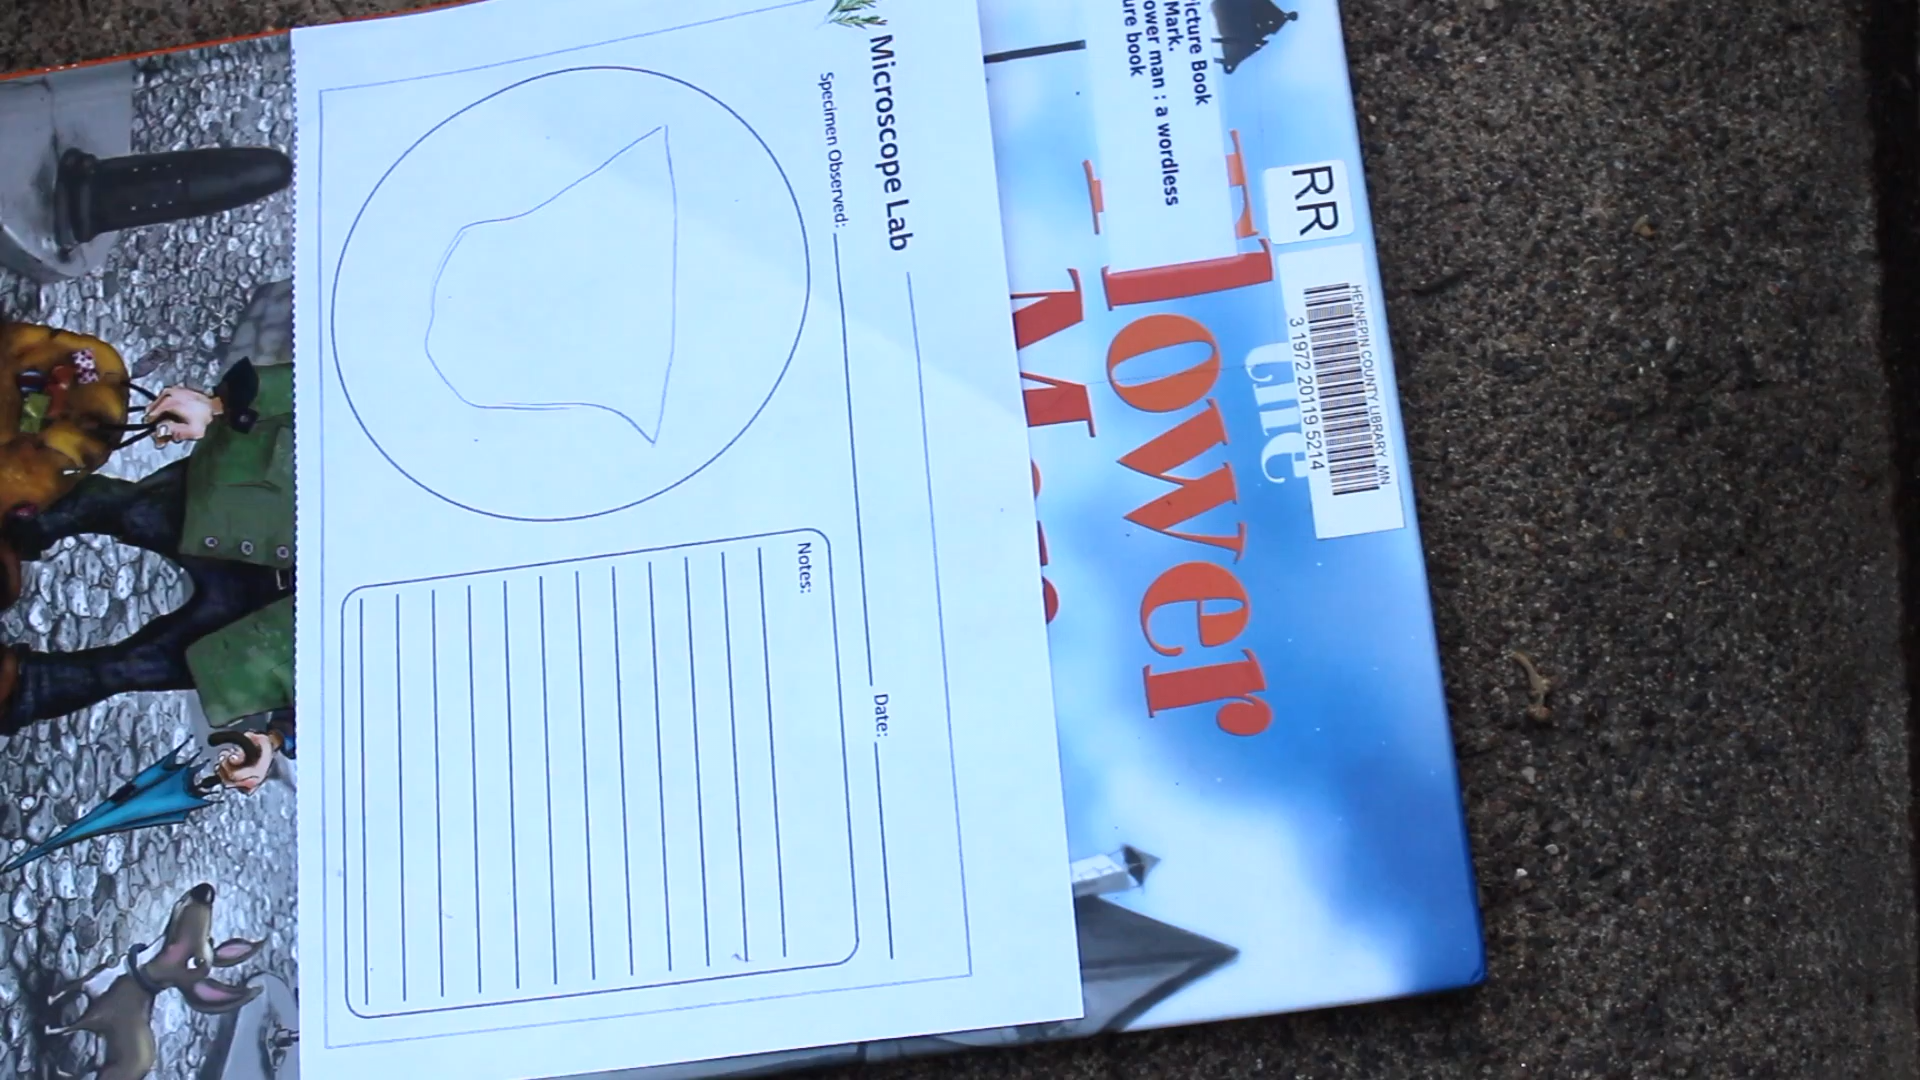 HENNEPIN COUNTY LIBRARY, MN
3 1972 20119 5214
RR
the
Flower
icture Book
Mark.
ower man : a wordless
ure book
Microscope Lab
Specimen Observed:
Date:
Notes: